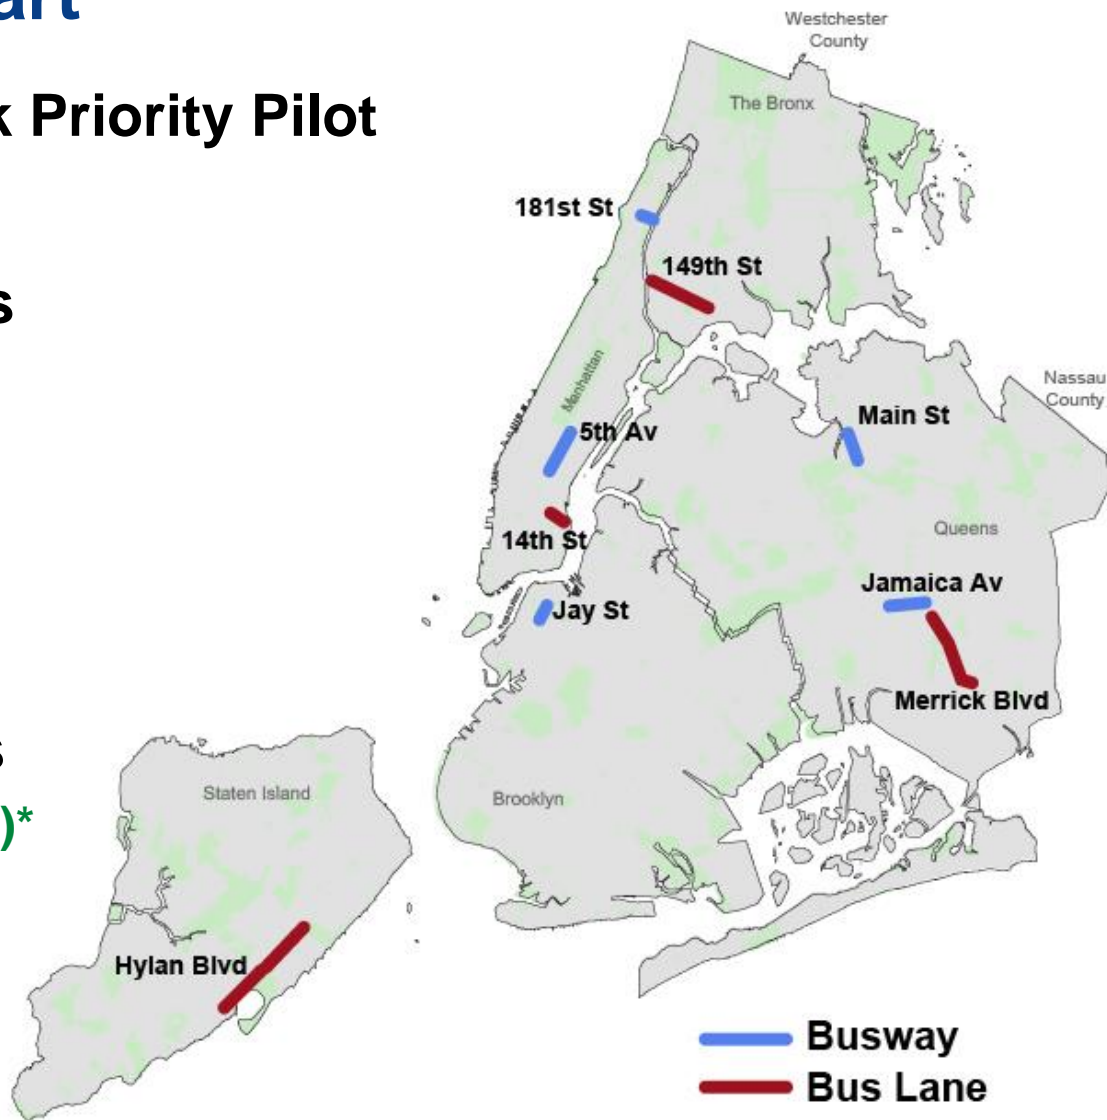 art
k Priority Pilot
s
s
)*
Westchester
County
The Bronx
181st St
149th St
Manhattan
Nassau
County
Main St
5th Av
14th St
Queens
Jamaica Av
Jay St
Merrick Blvd
Staten Island
Brooklyn
Hylan Blvd
Busway
Bus Lane